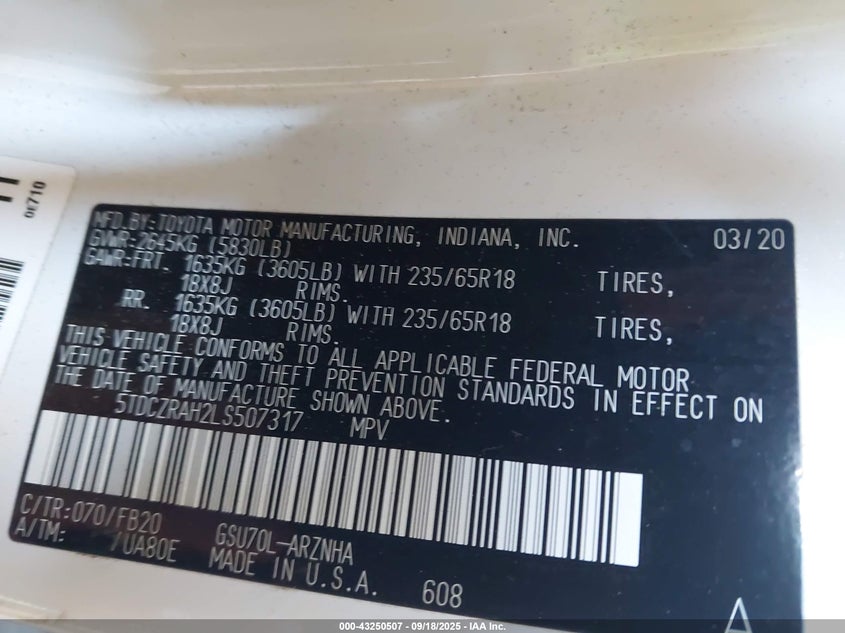 0E710
MFD.BY:TOYOTA MOTOR MANUFACTURING, INDIANA, INC. 03/20
GVWR:2645KG (5830LB)
GAWR:FRT. 1635KG (3605LB) WITH 235/65R18 TIRES,
18X8J RIMS.
RR. 1635KG (3605LB) WITH 235/65R18 TIRES,
18X8J RIMS.
THIS VEHICLE CONFORMS TO ALL APPLICABLE FEDERAL MOTOR
VEHICLE SAFETY AND THEFT PREVENTION STANDARDS IN EFFECT ON
THE DATE OF MANUFACTURE SHOWN ABOVE.
5TDCZRAH2LS507317 MPV
C/TR:070/FB20 GSU70L-ARZNHA
A/TM: /UA80E MADE IN U.S.A. 608
A
000-43250507 - 09/18/2025 - IAA Inc.